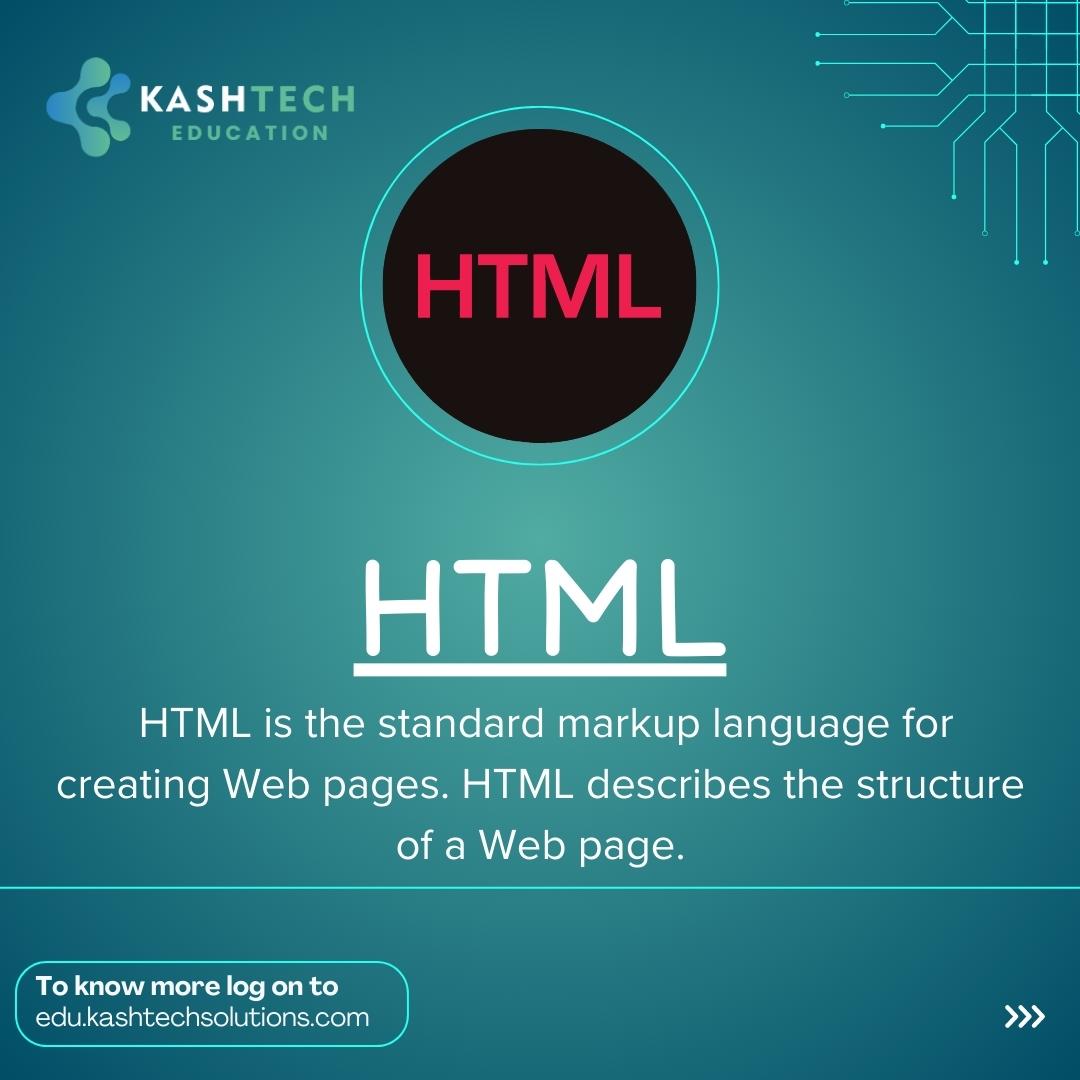 KASHTECH
EDUCATION
HTML
HTML
HTML is the standard markup language for
creating Web pages. HTML describes the structure
of a Web page.
To know more log on to
edu.kashtechsolutions.com